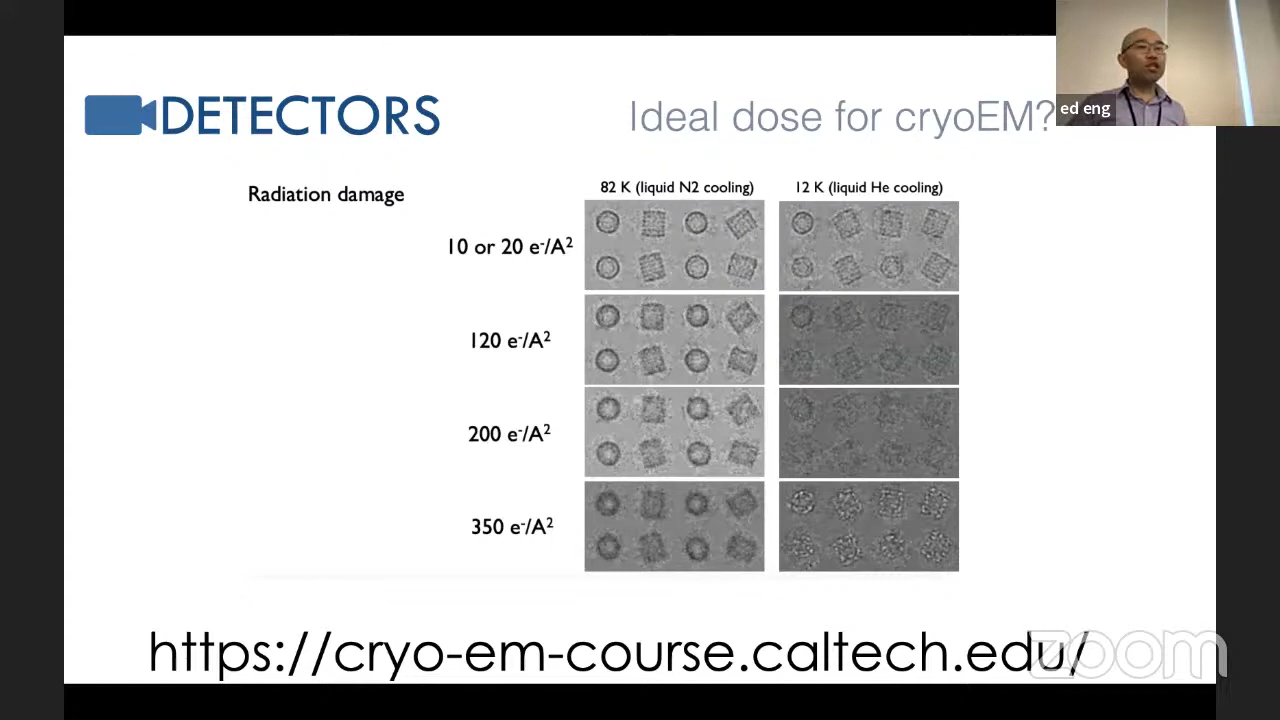 DETECTORS
Ideal dose for cryoEM?
ed eng
Radiation damage
82 K (liquid N2 cooling)
12 K (liquid He cooling)
10 or 20 e-/A2
120 e-/A2
200 e-/A2
350 e-/A2
https://cryo-em-course.caltech.edu/
zoom